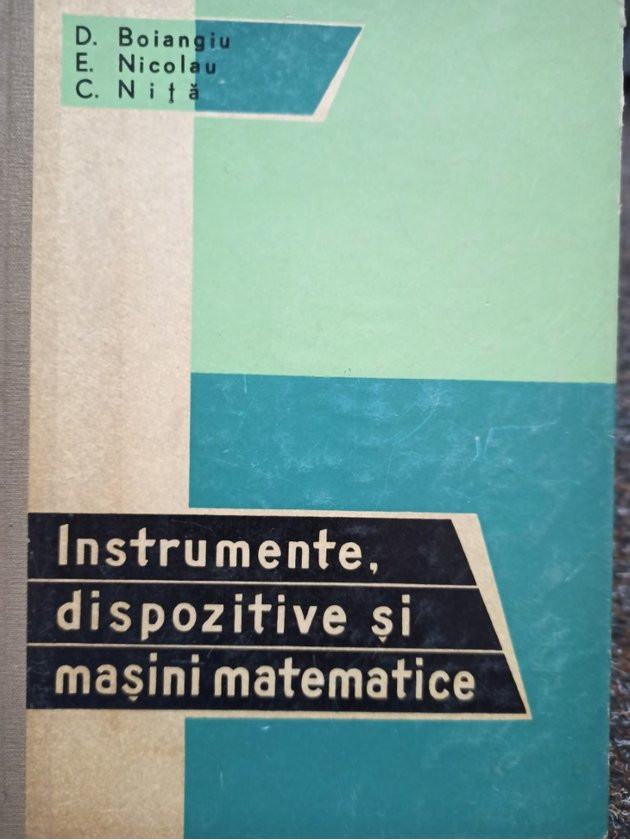 D. Boiangiu
E. Nicolau
C. Niţă
Instrumente,
dispozitive şi
maşini matematice